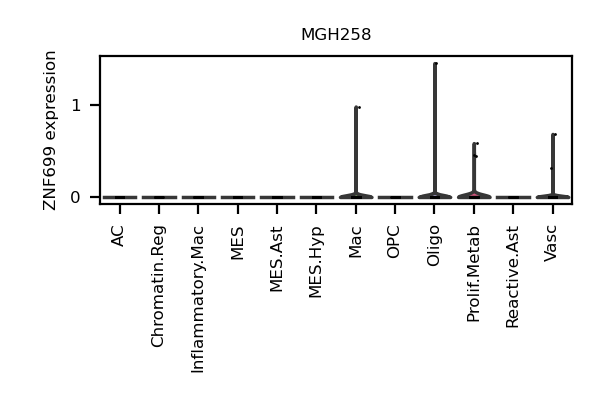 MGH258
ZNF699 expression
1
0
AC
Chromatin.Reg
Inflammatory.Mac
MES
MES.Ast
MES.Hyp
Mac
OPC
Oligo
Prolif.Metab
Reactive.Ast
Vasc